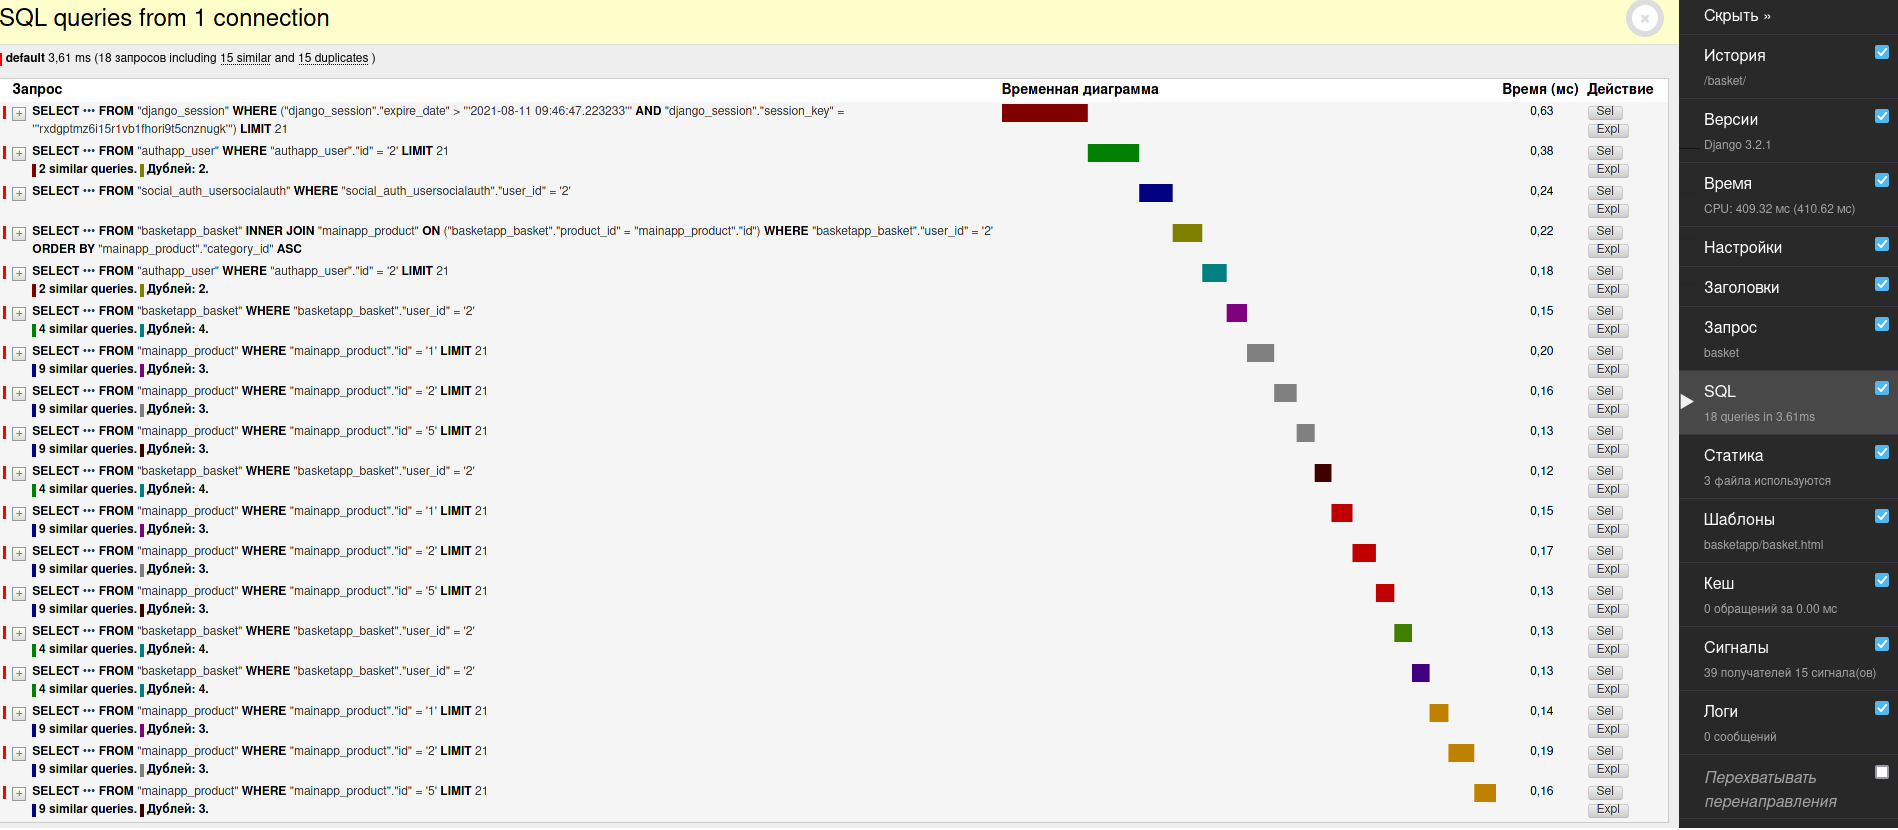 SQL queries from 1 connection
default 3,61 ms (18 запросов including 15 similar and 15 duplicates )
Запрос Временная диаграмма Время (мс) Действие
SELECT ••• FROM "django_session" WHERE ("django_session"."expire_date" > '''2021-08-11 09:46:47.223233''' AND "django_session"."session_key" = 0,63 Sel
'''rxdgptmz6i15r1vb1fhori9t5cnznugk''') LIMIT 21 Expl
SELECT ••• FROM "authapp_user" WHERE "authapp_user"."id" = '2' LIMIT 21 0,38 Sel
2 similar queries. Дублей: 2. Expl
SELECT ••• FROM "social_auth_usersocialauth" WHERE "social_auth_usersocialauth"."user_id" = '2' 0,24 Sel
Expl
SELECT ••• FROM "basketapp_basket" INNER JOIN "mainapp_product" ON ("basketapp_basket"."product_id" = "mainapp_product"."id") WHERE "basketapp_basket"."user_id" = '2' 0,22 Sel
ORDER BY "mainapp_product"."category_id" ASC Expl
SELECT ••• FROM "authapp_user" WHERE "authapp_user"."id" = '2' LIMIT 21 0,18 Sel
2 similar queries. Дублей: 2. Expl
SELECT ••• FROM "basketapp_basket" WHERE "basketapp_basket"."user_id" = '2' 0,15 Sel
4 similar queries. Дублей: 4. Expl
SELECT ••• FROM "mainapp_product" WHERE "mainapp_product"."id" = '1' LIMIT 21 0,20 Sel
9 similar queries. Дублей: 3. Expl
SELECT ••• FROM "mainapp_product" WHERE "mainapp_product"."id" = '2' LIMIT 21 0,16 Sel
9 similar queries. Дублей: 3. Expl
SELECT ••• FROM "mainapp_product" WHERE "mainapp_product"."id" = '5' LIMIT 21 0,13 Sel
9 similar queries. Дублей: 3. Expl
SELECT ••• FROM "basketapp_basket" WHERE "basketapp_basket"."user_id" = '2' 0,12 Sel
4 similar queries. Дублей: 4. Expl
SELECT ••• FROM "mainapp_product" WHERE "mainapp_product"."id" = '1' LIMIT 21 0,15 Sel
9 similar queries. Дублей: 3. Expl
SELECT ••• FROM "mainapp_product" WHERE "mainapp_product"."id" = '2' LIMIT 21 0,17 Sel
9 similar queries. Дублей: 3. Expl
SELECT ••• FROM "mainapp_product" WHERE "mainapp_product"."id" = '5' LIMIT 21 0,13 Sel
9 similar queries. Дублей: 3. Expl
SELECT ••• FROM "basketapp_basket" WHERE "basketapp_basket"."user_id" = '2' 0,13 Sel
4 similar queries. Дублей: 4. Expl
SELECT ••• FROM "basketapp_basket" WHERE "basketapp_basket"."user_id" = '2' 0,13 Sel
4 similar queries. Дублей: 4. Expl
SELECT ••• FROM "mainapp_product" WHERE "mainapp_product"."id" = '1' LIMIT 21 0,14 Sel
9 similar queries. Дублей: 3. Expl
SELECT ••• FROM "mainapp_product" WHERE "mainapp_product"."id" = '2' LIMIT 21 0,19 Sel
9 similar queries. Дублей: 3. Expl
SELECT ••• FROM "mainapp_product" WHERE "mainapp_product"."id" = '5' LIMIT 21 0,16 Sel
9 similar queries. Дублей: 3. Expl
Скрыть »
История
/basket/
Версии
Django 3.2.1
Время
CPU: 409.32 мс (410.62 мс)
Настройки
Заголовки
Запрос
basket
SQL
18 queries in 3.61ms
Статика
3 файла используются
Шаблоны
basketapp/basket.html
Кеш
0 обращений за 0.00 мс
Сигналы
39 получателей 15 сигнала(ов)
Логи
0 сообщений
Перехватывать
перенаправления